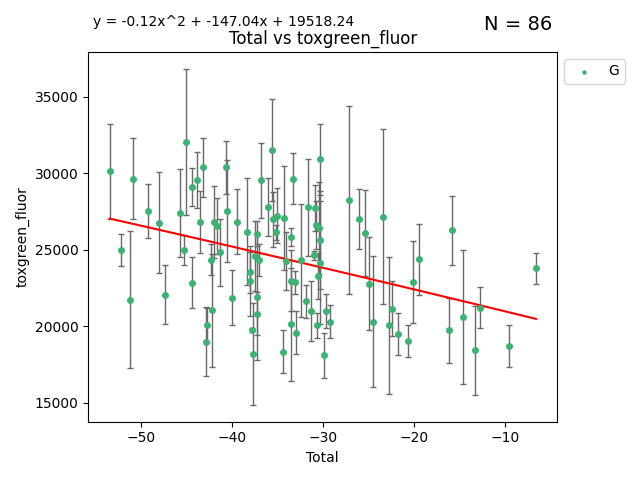 y = -0.12x^2 + -147.04x + 19518.24
N = 86
Total vs toxgreen_fluor
G
35000
30000
25000
20000
15000
toxgreen_fluor
−50
−40
−30
−20
−10
Total